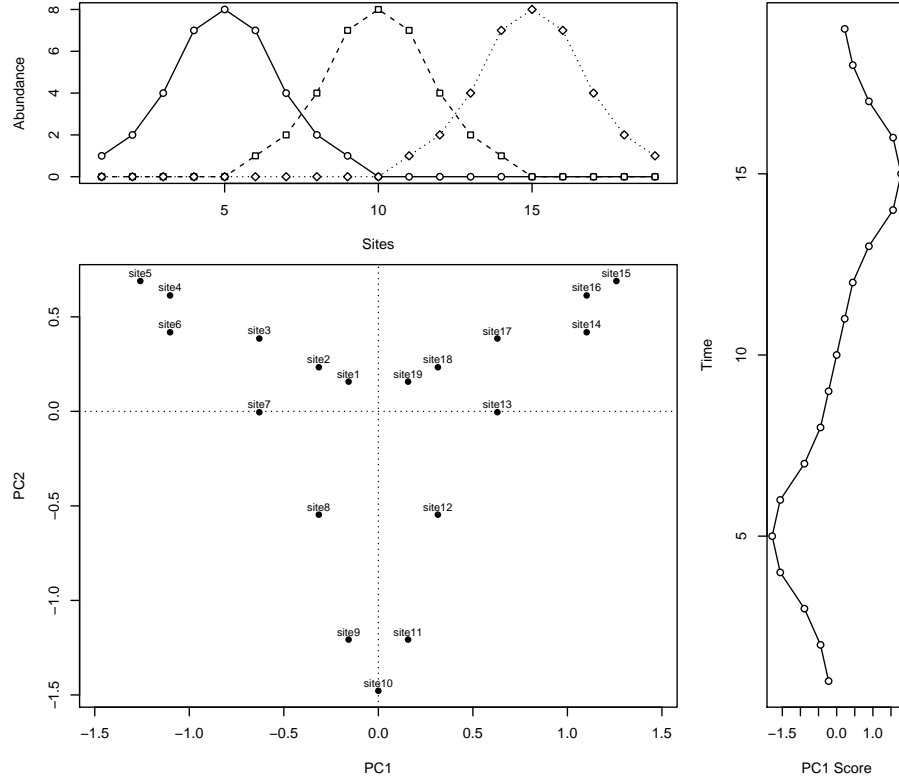 8
6
4
2
0
Abundance
5 10 15
Sites
site5
site4
site6
site3
site2
site1
site7
site8
site9
site10
site11
site12
site13
site19
site18
site17
site14
site16
site15
0.5
0.0
−0.5
−1.0
−1.5
PC2
−1.5 −1.0 −0.5 0.0 0.5 1.0 1.5
PC1
15
10
5
Time
−1.5 0.0 1.0
PC1 Score